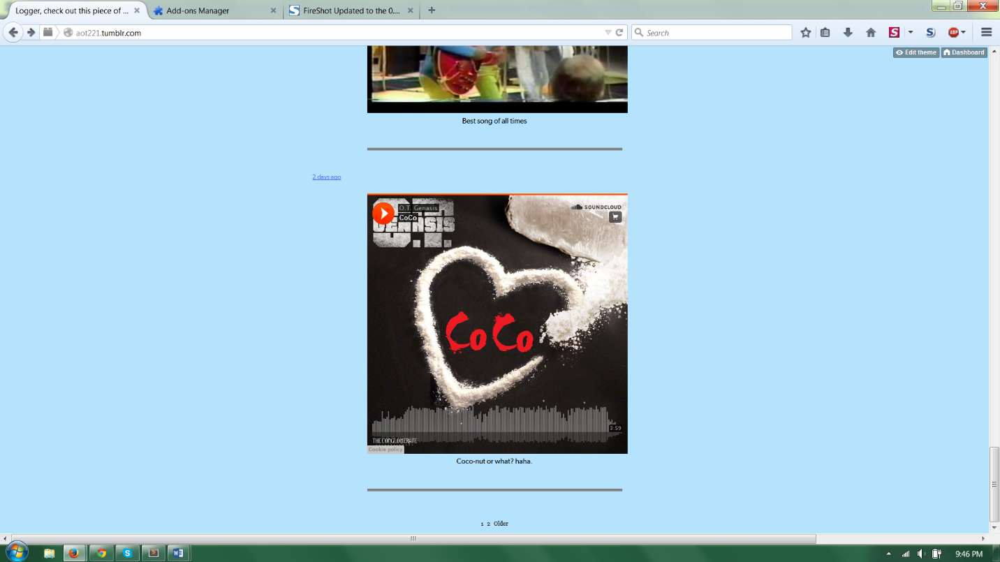 Logger, check out this piece of ...
Add-ons Manager
FireShot Updated to the 0....
aot221.tumblr.com
Search
Edit theme
Dashboard
Best song of all times
2 days ago
O.T. Genasis
CoCo
SOUNDCLOUD
GENASIS
O.T.
CoCo
3:59
THE CONGLOMERATE
Cookie policy
Coco-nut or what? haha.
1 2 Older
9:46 PM